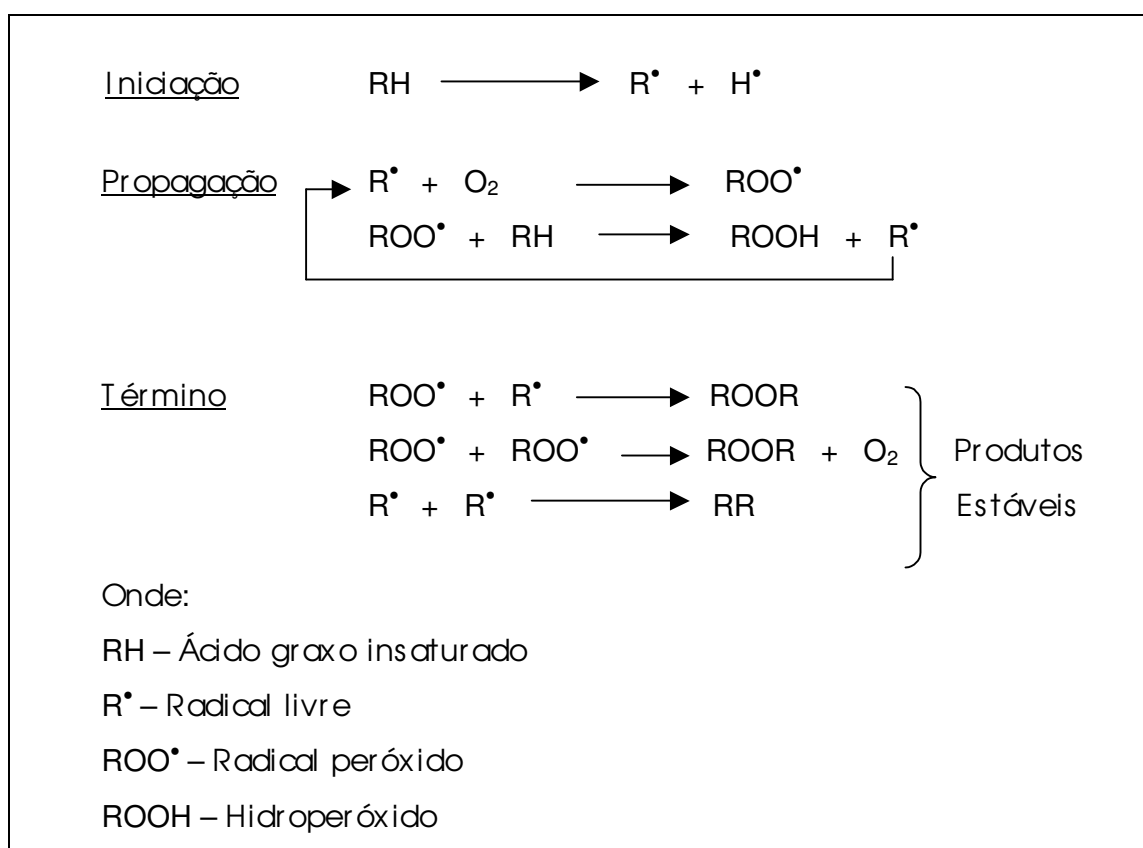 Iniciação RH → R• + H•
Propagação R• + O₂ → ROO•
ROO• + RH → ROOH + R•
Término ROO• + R• → ROOR
ROO• + ROO• → ROOR + O₂ Produtos
R• + R• → RR Estáveis
Onde:
RH – Ácido graxo insaturado
R• – Radical livre
ROO• – Radical peróxido
ROOH – Hidroperóxido